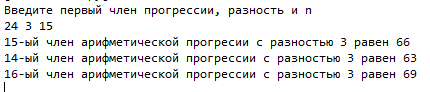 Введите первый член прогрессии, разность и n
24 3 15
15-ый член арифметической прогресии с разностью 3 равен 66
14-ый член арифметической прогресии с разностью 3 равен 63
16-ый член арифметической прогресии с разностью 3 равен 69